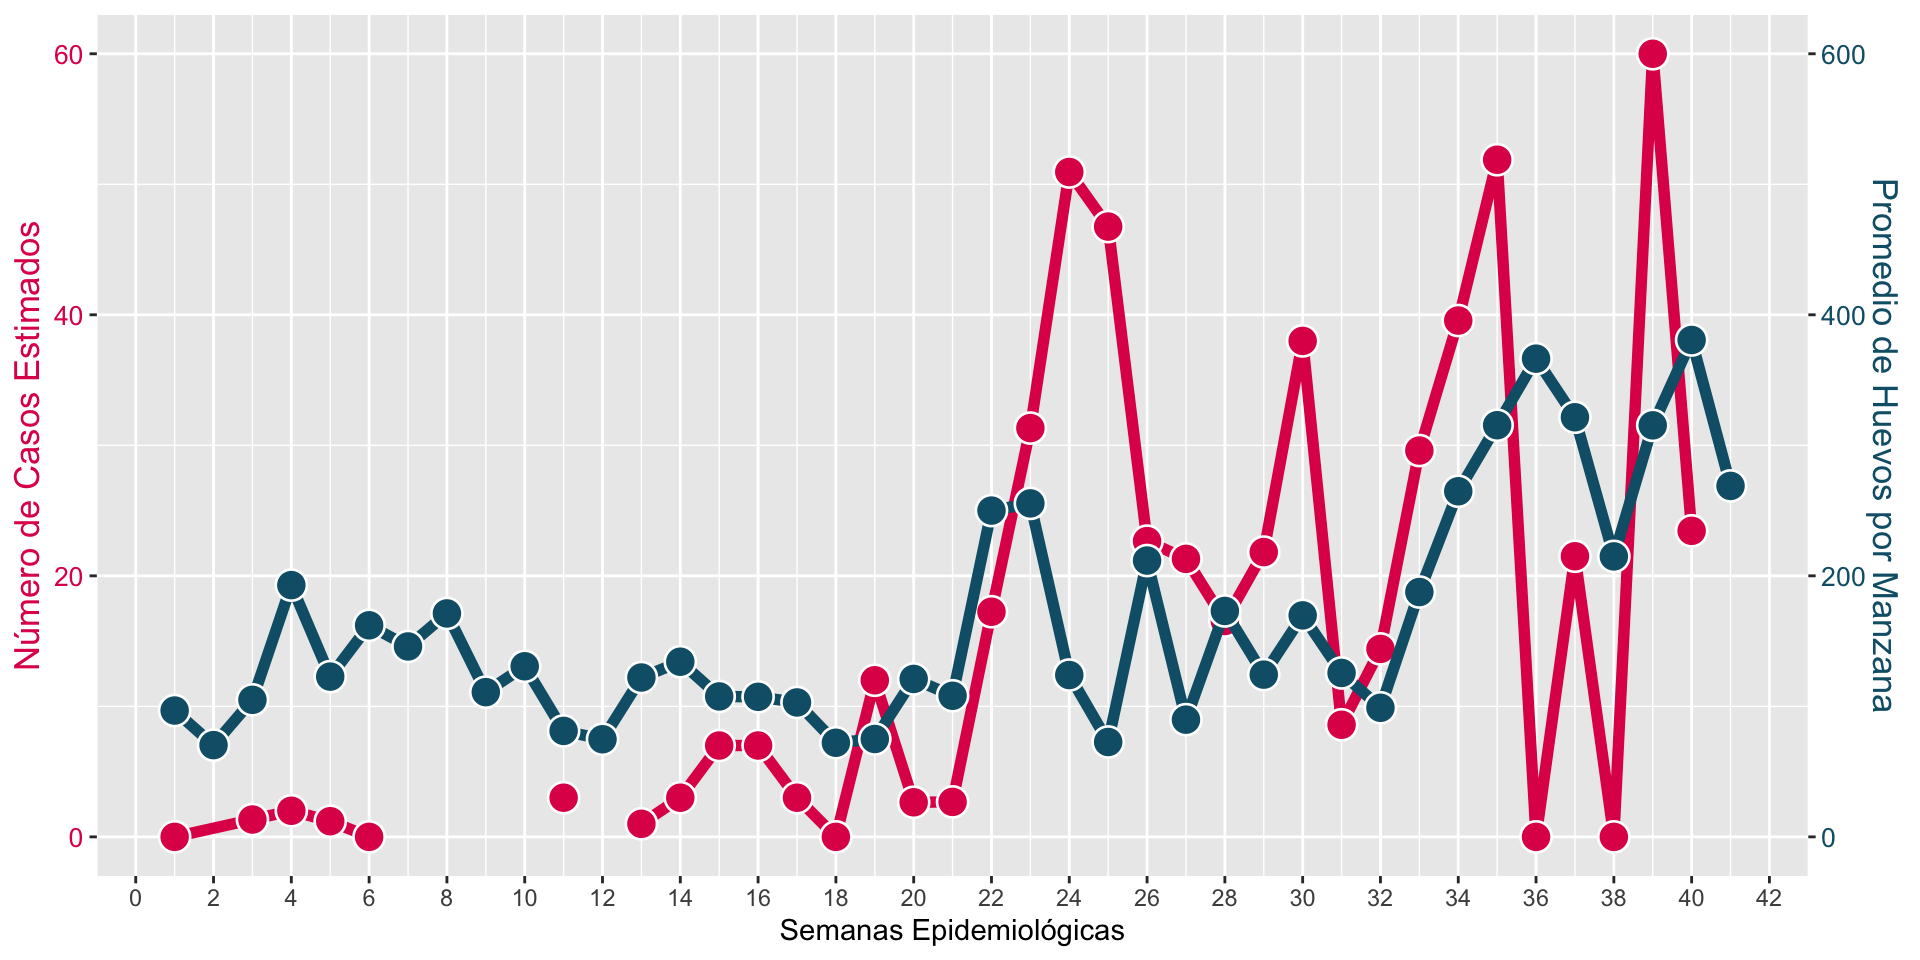 Número de Casos Estimados
60
40
20
0
600
400
200
0
Promedio de Huevos por Manzana
0 2 4 6 8 10 12 14 16 18 20 22 24 26 28 30 32 34 36 38 40 42
Semanas Epidemiológicas